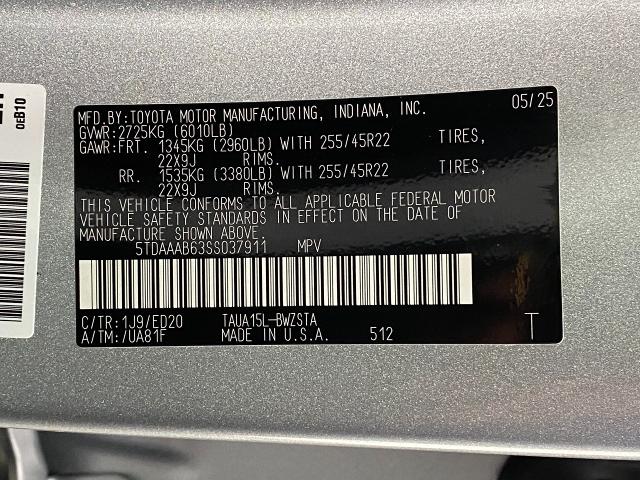 MFD.BY:TOYOTA MOTOR MANUFACTURING, INDIANA, INC. 05/25
GVWR:2725KG (6010LB)
GAWR:FRT. 1345KG (2960LB) WITH 255/45R22 TIRES,
22X9J RIMS.
RR. 1535KG (3380LB) WITH 255/45R22 TIRES,
22X9J RIMS.
THIS VEHICLE CONFORMS TO ALL APPLICABLE FEDERAL MOTOR
VEHICLE SAFETY STANDARDS IN EFFECT ON THE DATE OF
MANUFACTURE SHOWN ABOVE.
5TDAAAB63SS037911 MPV
C/TR:1J9/ED20 TAUA15L-BWZSTA
A/TM:/UA81F MADE IN U.S.A. 512 T